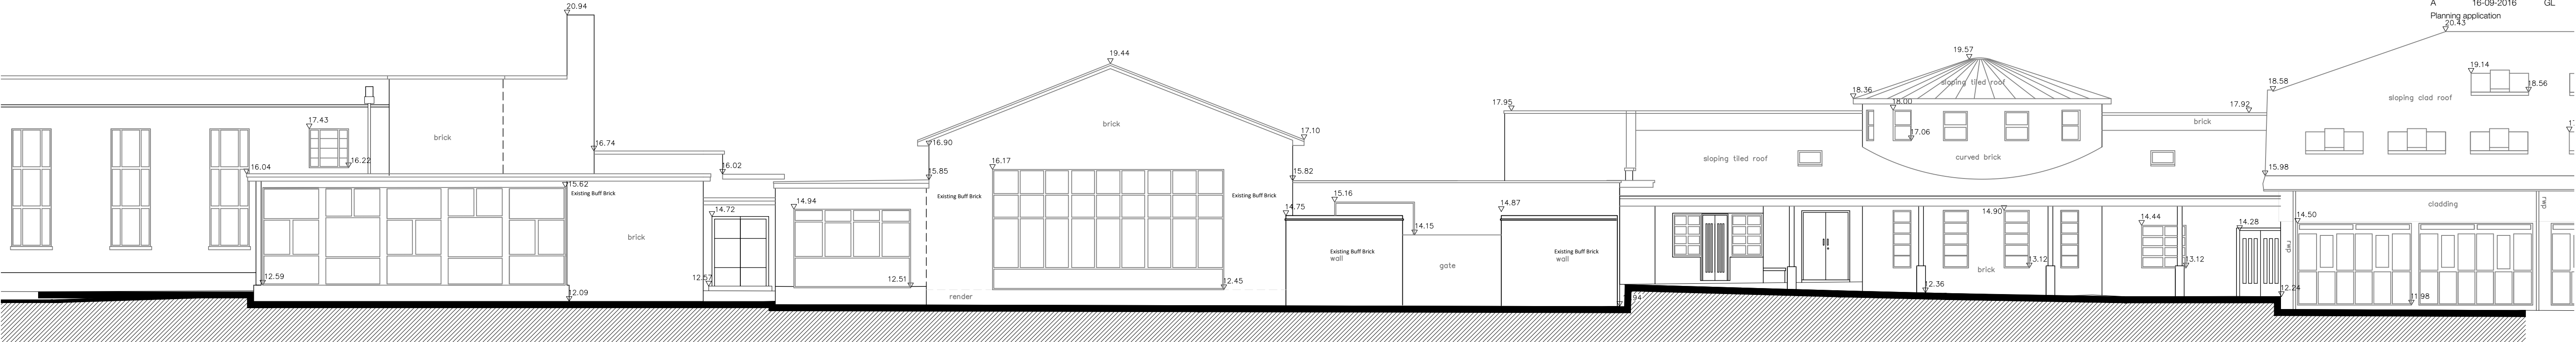 A 16-09-2016 GL
Planning application
20.94
20.43
19.44
19.57
19.14
18.58
18.56
sloping tiled roof
18.36
18.00
17.95
17.92
sloping clad roof
17.43
brick
brick
17.10
17.06
brick
16.74
16.90
16.04
16.22
16.02
16.17
15.85
15.82
sloping tiled roof
curved brick
15.98
15.62
Existing Buff Brick
Existing Buff Brick
Existing Buff Brick
15.16
14.94
14.72
14.75
14.87
14.90
14.44
14.28
14.50
cladding
rwp
rwp
14.15
brick
Existing Buff Brick
wall
Existing Buff Brick
wall
gate
13.12
13.12
brick
12.59
12.57
12.51
12.45
12.36
12.24
12.09
render
.94
11.98